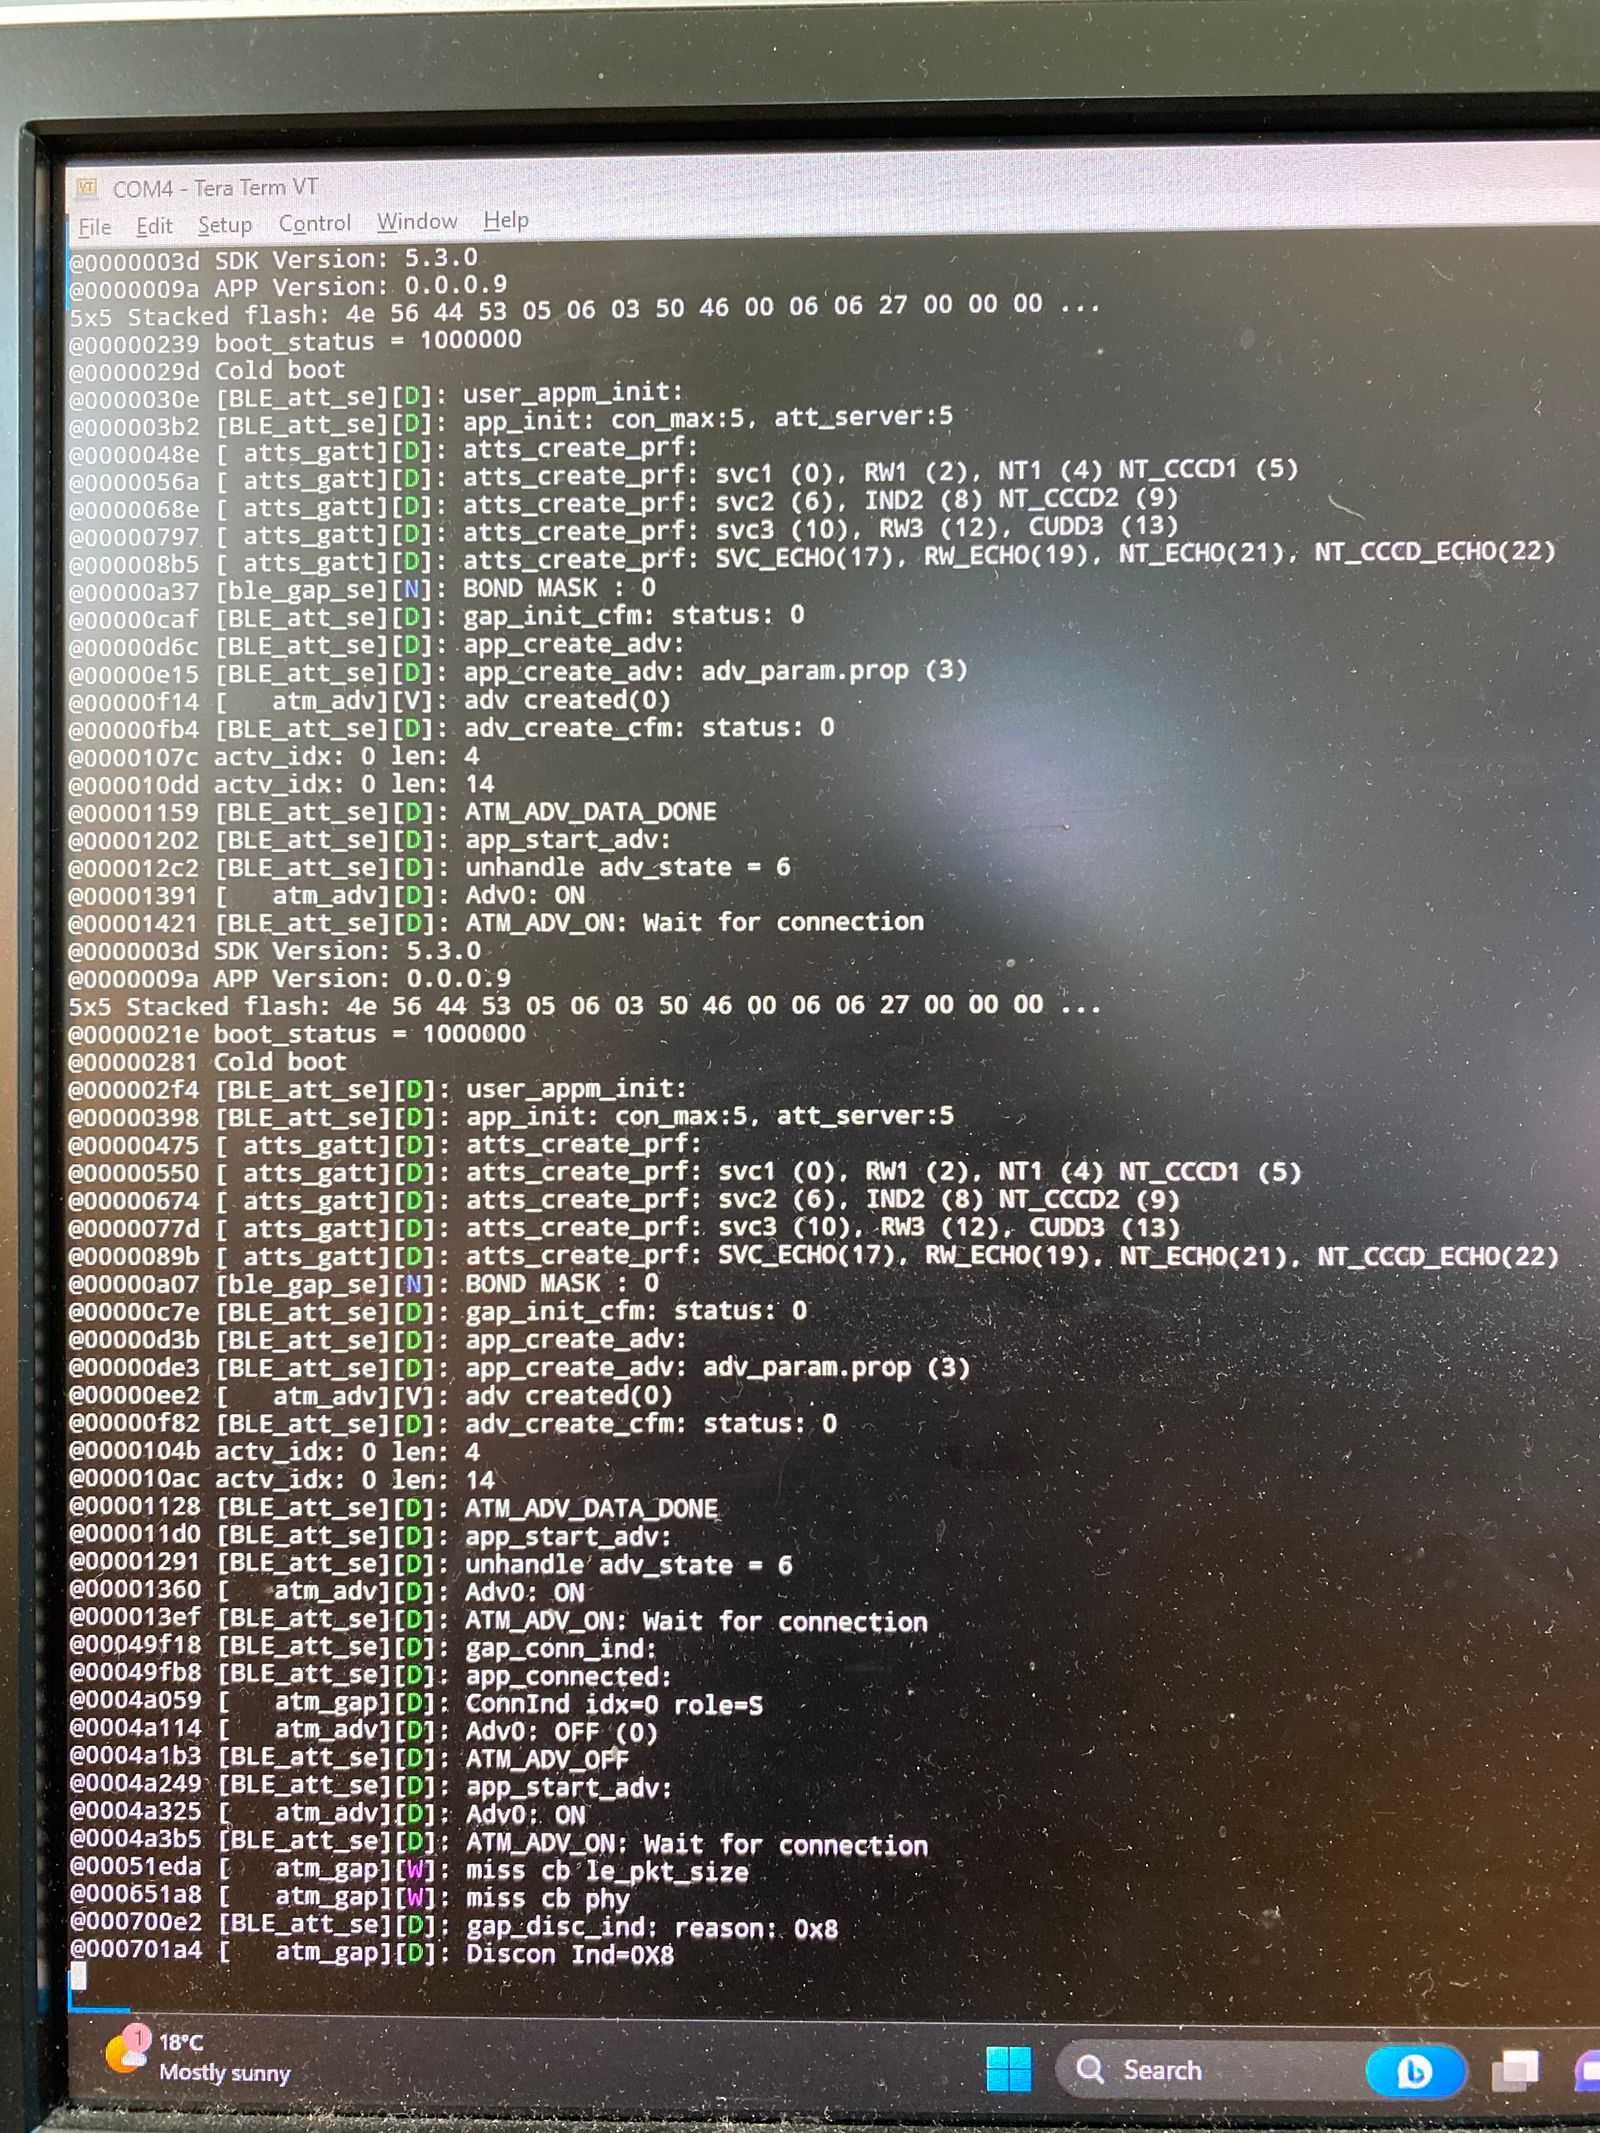 COM4 - Tera Term VT
File Edit Setup Control Window Help
@0000003d SDK Version: 5.3.0
@0000009a APP Version: 0.0.0.9
5x5 Stacked flash: 4e 56 44 53 05 06 03 50 46 00 06 06 27 00 00 00 ...
@00000239 boot_status = 1000000
@0000029d Cold boot
@0000030e [BLE_att_se][D]: user_appm_init:
@000003b2 [BLE_att_se][D]: app_init: con_max:5, att_server:5
@0000048e [ atts_gatt][D]: atts_create_prf:
@0000056a [ atts_gatt][D]: atts_create_prf: svc1 (0), RW1 (2), NT1 (4) NT_CCCD1 (5)
@0000068e [ atts_gatt][D]: atts_create_prf: svc2 (6), IND2 (8) NT_CCCD2 (9)
@00000797 [ atts_gatt][D]: atts_create_prf: svc3 (10), RW3 (12), CUDD3 (13)
@000008b5 [ atts_gatt][D]: atts_create_prf: SVC_ECHO(17), RW_ECHO(19), NT_ECHO(21), NT_CCCD_ECHO(22)
@00000a37 [ble_gap_se][N]: BOND MASK : 0
@00000caf [BLE_att_se][D]: gap_init_cfm: status: 0
@00000d6c [BLE_att_se][D]: app_create_adv:
@00000e15 [BLE_att_se][D]: app_create_adv: adv_param.prop (3)
@00000f14 [   atm_adv][V]: adv created(0)
@00000fb4 [BLE_att_se][D]: adv_create_cfm: status: 0
@0000107c actv_idx: 0 len: 4
@000010dd actv_idx: 0 len: 14
@00001159 [BLE_att_se][D]: ATM_ADV_DATA_DONE
@00001202 [BLE_att_se][D]: app_start_adv:
@000012c2 [BLE_att_se][D]: unhandle adv_state = 6
@00001391 [   atm_adv][D]: Adv0: ON
@00001421 [BLE_att_se][D]: ATM_ADV_ON: Wait for connection
@0000003d SDK Version: 5.3.0
@0000009a APP Version: 0.0.0.9
5x5 Stacked flash: 4e 56 44 53 05 06 03 50 46 00 06 06 27 00 00 00 ...
@0000021e boot_status = 1000000
@00000281 Cold boot
@000002f4 [BLE_att_se][D]: user_appm_init:
@00000398 [BLE_att_se][D]: app_init: con_max:5, att_server:5
@00000475 [ atts_gatt][D]: atts_create_prf:
@00000550 [ atts_gatt][D]: atts_create_prf: svc1 (0), RW1 (2), NT1 (4) NT_CCCD1 (5)
@00000674 [ atts_gatt][D]: atts_create_prf: svc2 (6), IND2 (8) NT_CCCD2 (9)
@0000077d [ atts_gatt][D]: atts_create_prf: svc3 (10), RW3 (12), CUDD3 (13)
@0000089b [ atts_gatt][D]: atts_create_prf: SVC_ECHO(17), RW_ECHO(19), NT_ECHO(21), NT_CCCD_ECHO(22)
@00000a07 [ble_gap_se][N]: BOND MASK : 0
@00000c7e [BLE_att_se][D]: gap_init_cfm: status: 0
@00000d3b [BLE_att_se][D]: app_create_adv:
@00000de3 [BLE_att_se][D]: app_create_adv: adv_param.prop (3)
@00000ee2 [   atm_adv][V]: adv created(0)
@00000f82 [BLE_att_se][D]: adv_create_cfm: status: 0
@0000104b actv_idx: 0 len: 4
@000010ac actv_idx: 0 len: 14
@00001128 [BLE_att_se][D]: ATM_ADV_DATA_DONE
@000011d0 [BLE_att_se][D]: app_start_adv:
@00001291 [BLE_att_se][D]: unhandle adv_state = 6
@00001360 [   atm_adv][D]: Adv0: ON
@000013ef [BLE_att_se][D]: ATM_ADV_ON: Wait for connection
@00049f18 [BLE_att_se][D]: gap_conn_ind:
@00049fb8 [BLE_att_se][D]: app_connected:
@0004a059 [   atm_gap][D]: ConnInd idx=0 role=S
@0004a114 [   atm_adv][D]: Adv0: OFF (0)
@0004a1b3 [BLE_att_se][D]: ATM_ADV_OFF
@0004a249 [BLE_att_se][D]: app_start_adv:
@0004a325 [   atm_adv][D]: Adv0: ON
@0004a3b5 [BLE_att_se][D]: ATM_ADV_ON: Wait for connection
@00051eda [   atm_gap][W]: miss cb le_pkt_size
@000651a8 [   atm_gap][W]: miss cb phy
@000700e2 [BLE_att_se][D]: gap_disc_ind: reason: 0x8
@000701a4 [   atm_gap][D]: Discon Ind=0X8
1
18°C
Mostly sunny
Search